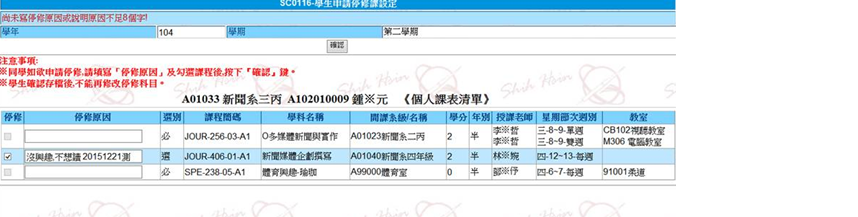 SC0116-學生申請停修課設定
尚未寫停修原因或說明原因不足8個字!
學年 104 學期 第二學期
確認
注意事項:
※同學如欲申請停修,請填寫「停修原因」及勾選課程後,按下『確認』鍵。
※學生確認存檔後,不能再修改停修科目。
A01033 新聞系三丙 A102010009 鍾※元 《個人課表清單》
停修 停修原因 選別 課程簡碼 學科名稱 開課系級/名稱 學分 年別 授課老師 星期節次週別 教室
必 JOUR-256-03-A1 O多媒體新聞與實作 A01023新聞系二丙 2 半 李※哲 三-8~9-單週 CB102視聽教室
李※哲 三-8~9-雙週 M306 電腦教室
沒興趣,不想讀 20151221測 選 JOUR-406-01-A1 新聞媒體企劃撰寫 A01040新聞系四年級 2 半 林※婉 四-12~13-每週
必 SPE-238-05-A1 體育興趣-瑜珈 A99000體育室 0 半 邵※伃 四-6~7-每週 91001柔道
Shih Hsin